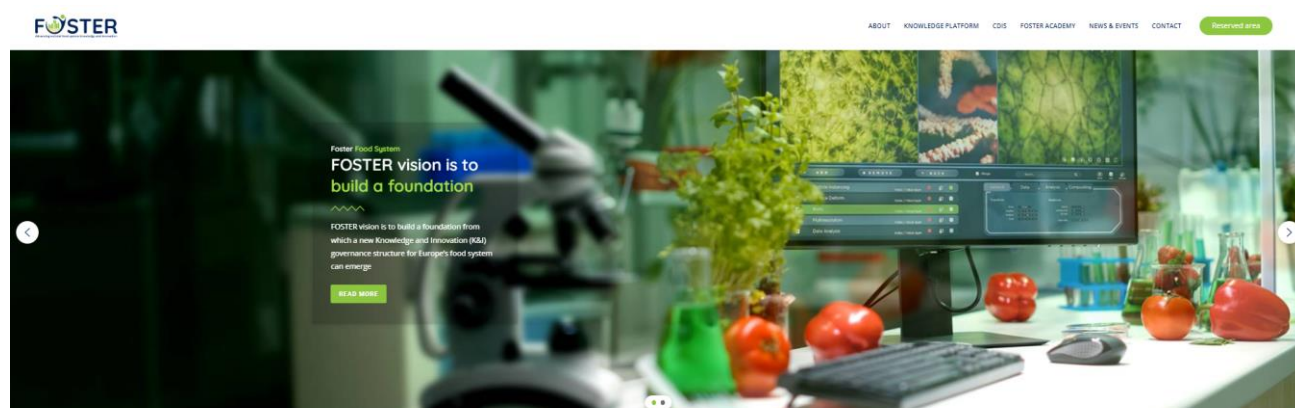 FOSTER
ABOUT KNOWLEDGE PLATFORM CDIS FOSTER ACADEMY NEWS & EVENTS CONTACT Reserved area
Foster Food System
FOSTER vision is to
build a foundation
FOSTER vision is to build a foundation from
which a new Knowledge and Innovation (K&I)
governance structure for Europe's food system
can emerge
READ MORE
Data Analysis